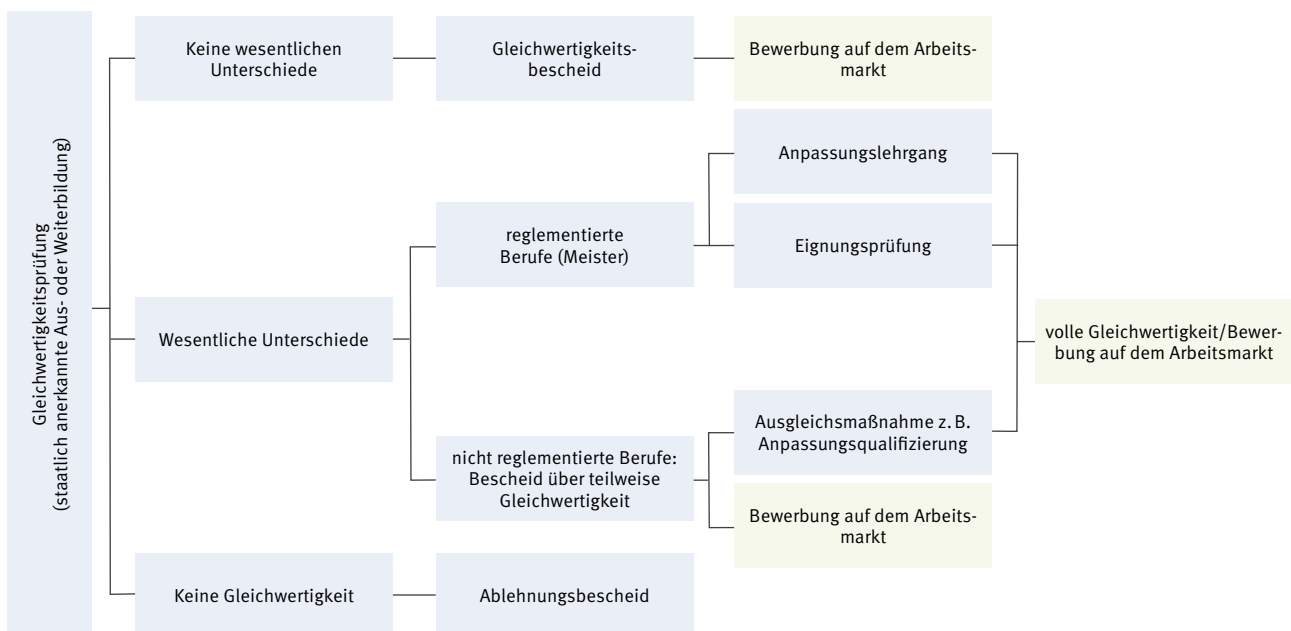 Gleichwertigkeitsprüfung
(staatlich anerkannte Aus- oder Weiterbildung)
Keine wesentlichen
Unterschiede
Gleichwertigkeits-
bescheid
Bewerbung auf dem Arbeits-
markt
Wesentliche Unterschiede
reglementierte
Berufe (Meister)
Anpassungslehrgang
Eignungsprüfung
nicht reglementierte Berufe:
Bescheid über teilweise
Gleichwertigkeit
Ausgleichsmaßnahme z. B.
Anpassungsqualifizierung
Bewerbung auf dem Arbeits-
markt
volle Gleichwertigkeit/Bewer-
bung auf dem Arbeitsmarkt
Keine Gleichwertigkeit
Ablehnungsbescheid